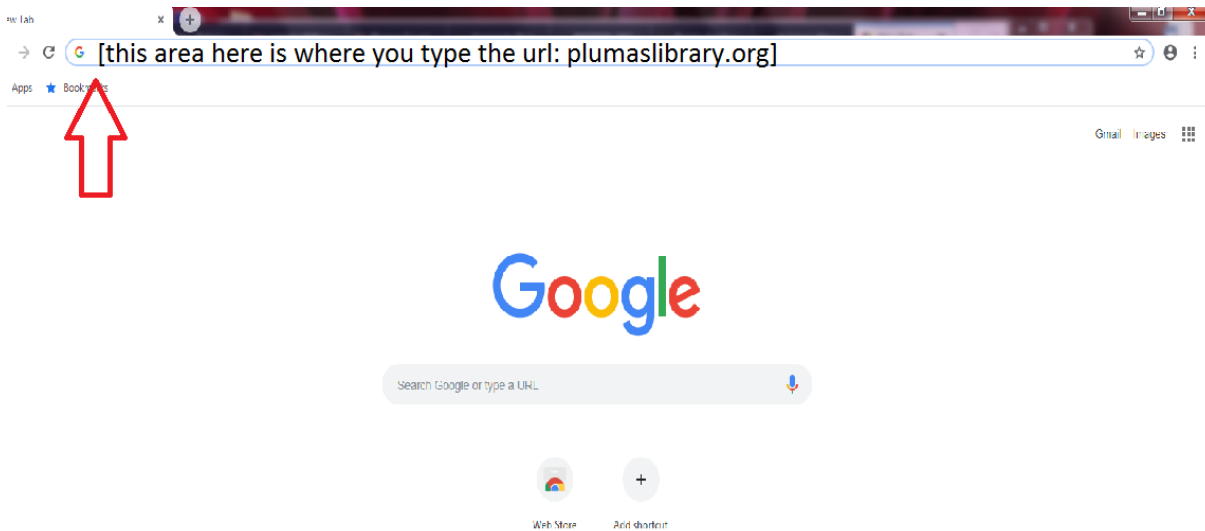 ew Tab x +
G [this area here is where you type the url: plumaslibrary.org]
Apps Bookmarks
Gmail Images
Google
Search Google or type a URL
Web Store Add shortcut